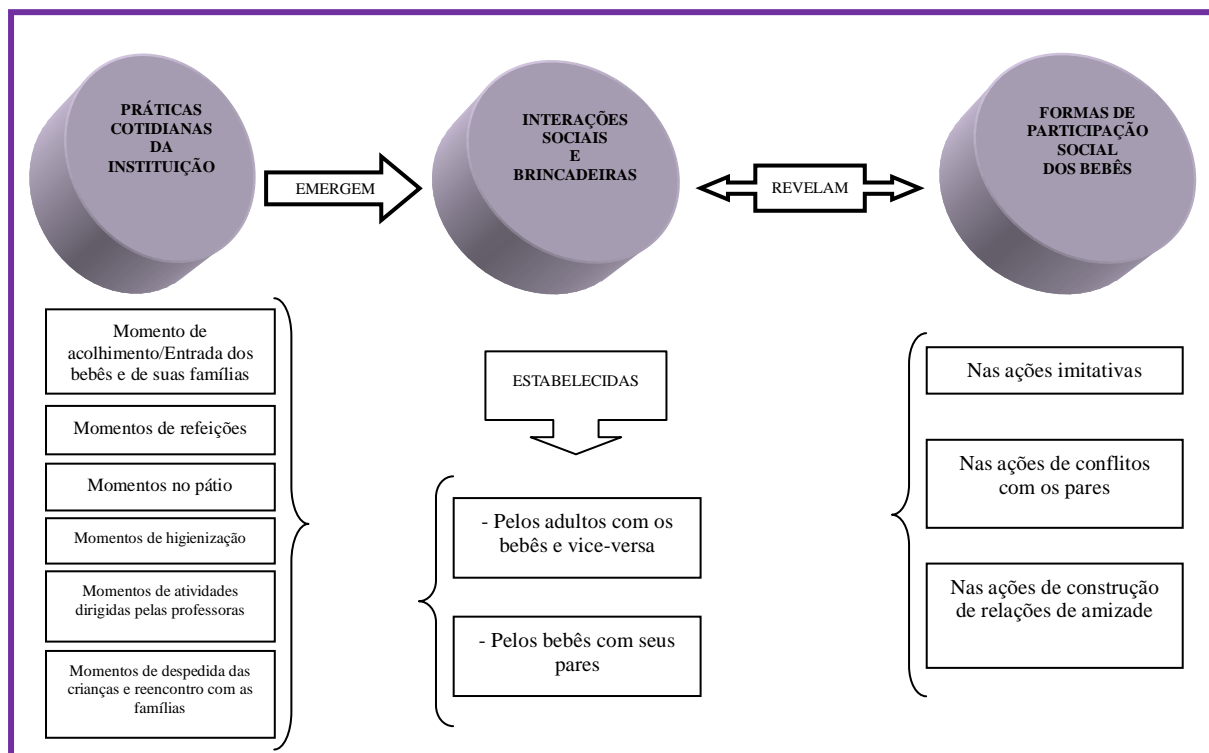 PRÁTICAS
COTIDIANAS
DA
INSTITUIÇÃO
EMERGEM
INTERAÇÕES
SOCIAIS
E
BRINCADEIRAS
REVELAM
FORMAS DE
PARTICIPAÇÃO
SOCIAL
DOS BEBÊS
Momento de
acolhimento/Entrada dos
bebês e de suas famílias
Momentos de refeições
Momentos no pátio
Momentos de higienização
Momentos de atividades
dirigidas pelas professoras
Momentos de despedida das
crianças e reencontro com as
famílias
ESTABELECIDAS
- Pelos adultos com os
bebês e vice-versa
- Pelos bebês com seus
pares
Nas ações imitativas
Nas ações de conflitos
com os pares
Nas ações de construção
de relações de amizade